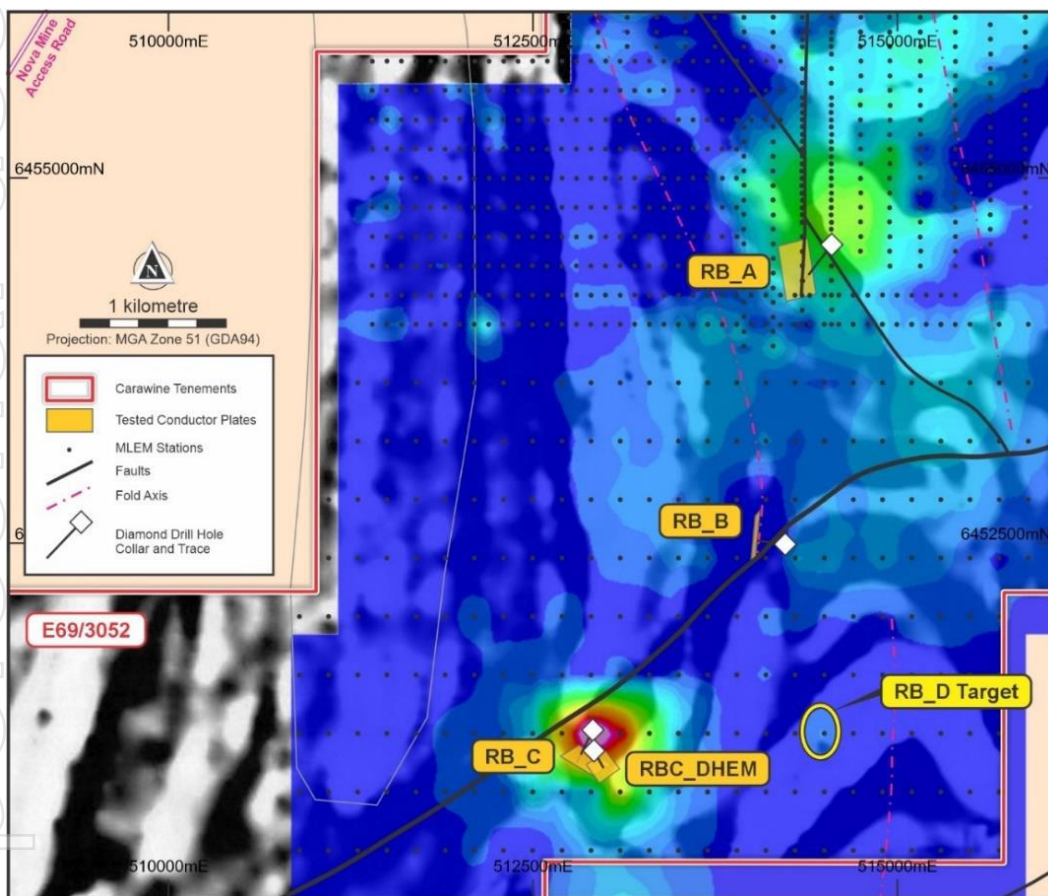 Nova Mine
Access Road
510000mE
512500mE
515000mE
6455000mN
6455000mN
RB_A
N
1 kilometre
Projection: MGA Zone 51 (GDA94)
Carawine Tenements
Tested Conductor Plates
MLEM Stations
Faults
Fold Axis
Diamond Drill Hole
Collar and Trace
RB_B
6452500mN
E69/3052
RB_D Target
RB_C
RBC_DHEM
510000mE
512500mE
515000mE